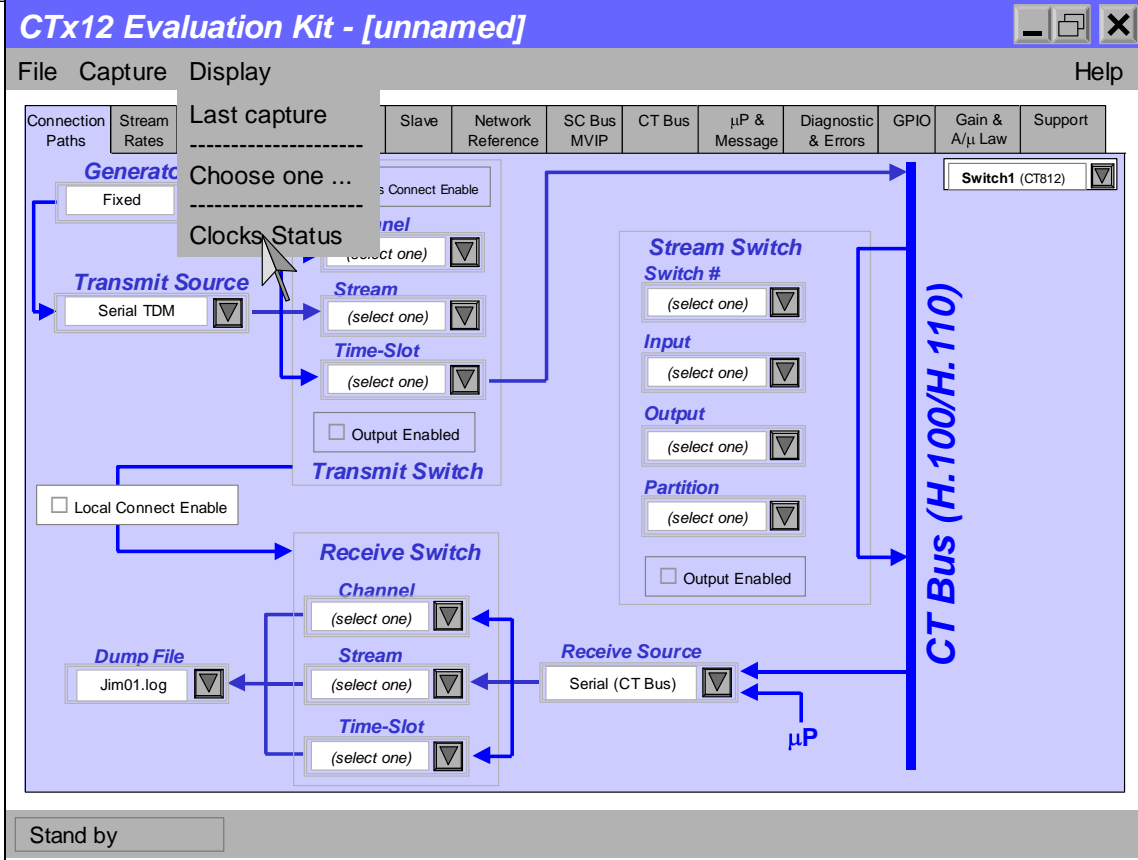 CTx12 Evaluation Kit - [unnamed]
File Capture Display Help
Last capture
----------------------
Choose one ...
----------------------
Clocks Status
Connection Paths
Stream Rates
Slave
Network Reference
SC Bus MVIP
CT Bus
µP & Message
Diagnostic & Errors
GPIO
Gain & A/µ Law
Support
Switch1 (CT812)
Fixed
Connect Enable
(select one)
Transmit Source
Serial TDM
Stream
(select one)
Time-Slot
(select one)
Output Enabled
Transmit Switch
Local Connect Enable
Stream Switch
Switch #
(select one)
Input
(select one)
Output
(select one)
Partition
(select one)
Output Enabled
CT Bus (H.100/H.110)
Receive Switch
Channel
(select one)
Stream
(select one)
Time-Slot
(select one)
Dump File
Jim01.log
Receive Source
Serial (CT Bus)
µP
Stand by